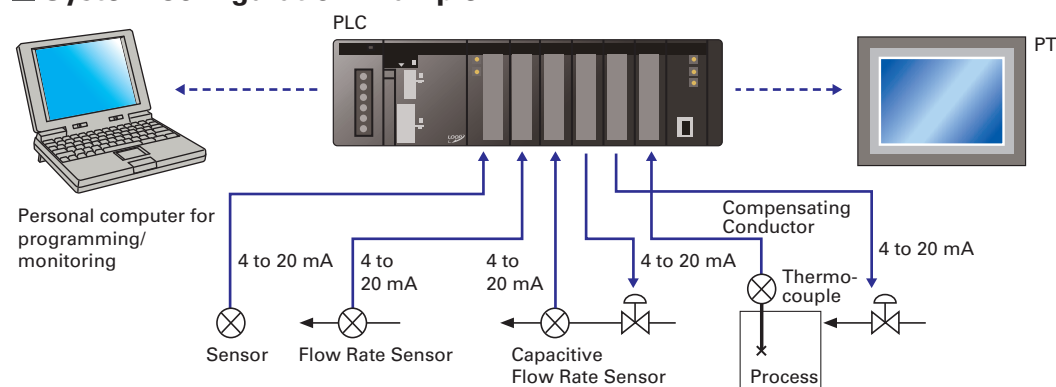 PLC
PT
Personal computer for
programming/
monitoring
4 to 20 mA
4 to
20 mA
4 to
20 mA
4 to 20 mA
Compensating
Conductor
4 to 20 mA
Thermo-
couple
Sensor
Flow Rate Sensor
Capacitive
Flow Rate Sensor
Process